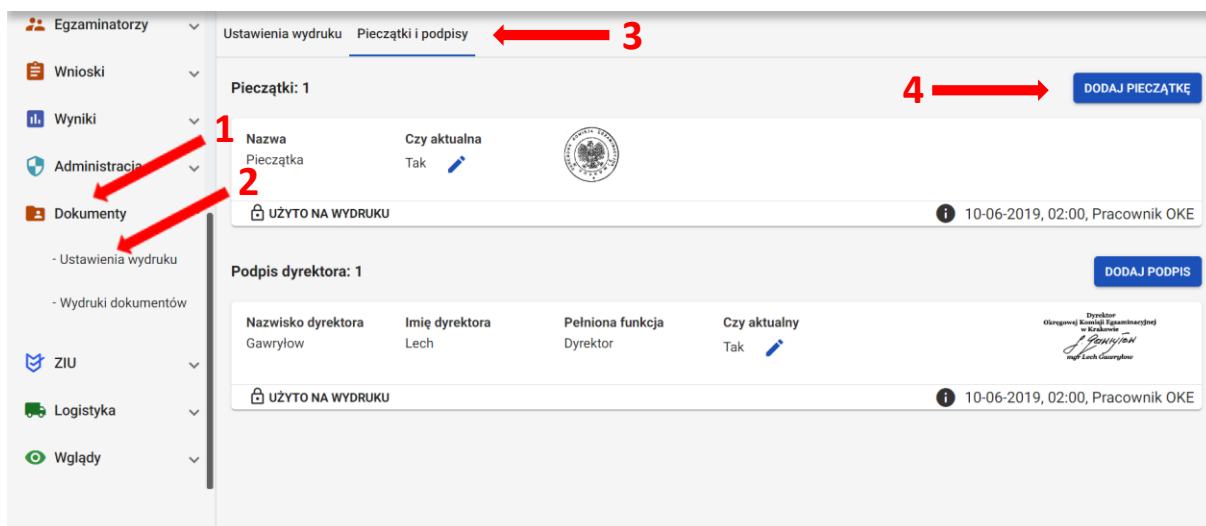 Egzaminatorzy
Wnioski
Wyniki
Administracja
Dokumenty
- Ustawienia wydruku
- Wydruki dokumentów
ZIU
Logistyka
Wglądy
1
2
Ustawienia wydruku Pieczątki i podpisy
3
Pieczątki: 1
4
DODAJ PIECZĄTKĘ
Nazwa Czy aktualna
Pieczątka Tak
UŻYTO NA WYDRUKU
10-06-2019, 02:00, Pracownik OKE
Podpis dyrektora: 1
DODAJ PODPIS
Nazwisko dyrektora Imię dyrektora Pełniona funkcja Czy aktualny
Gawryłow Lech Dyrektor Tak
Dyrektor
Okręgowej Komisji Egzaminacyjnej
w Krakowie
mgr Lech Gawryłow
UŻYTO NA WYDRUKU
10-06-2019, 02:00, Pracownik OKE